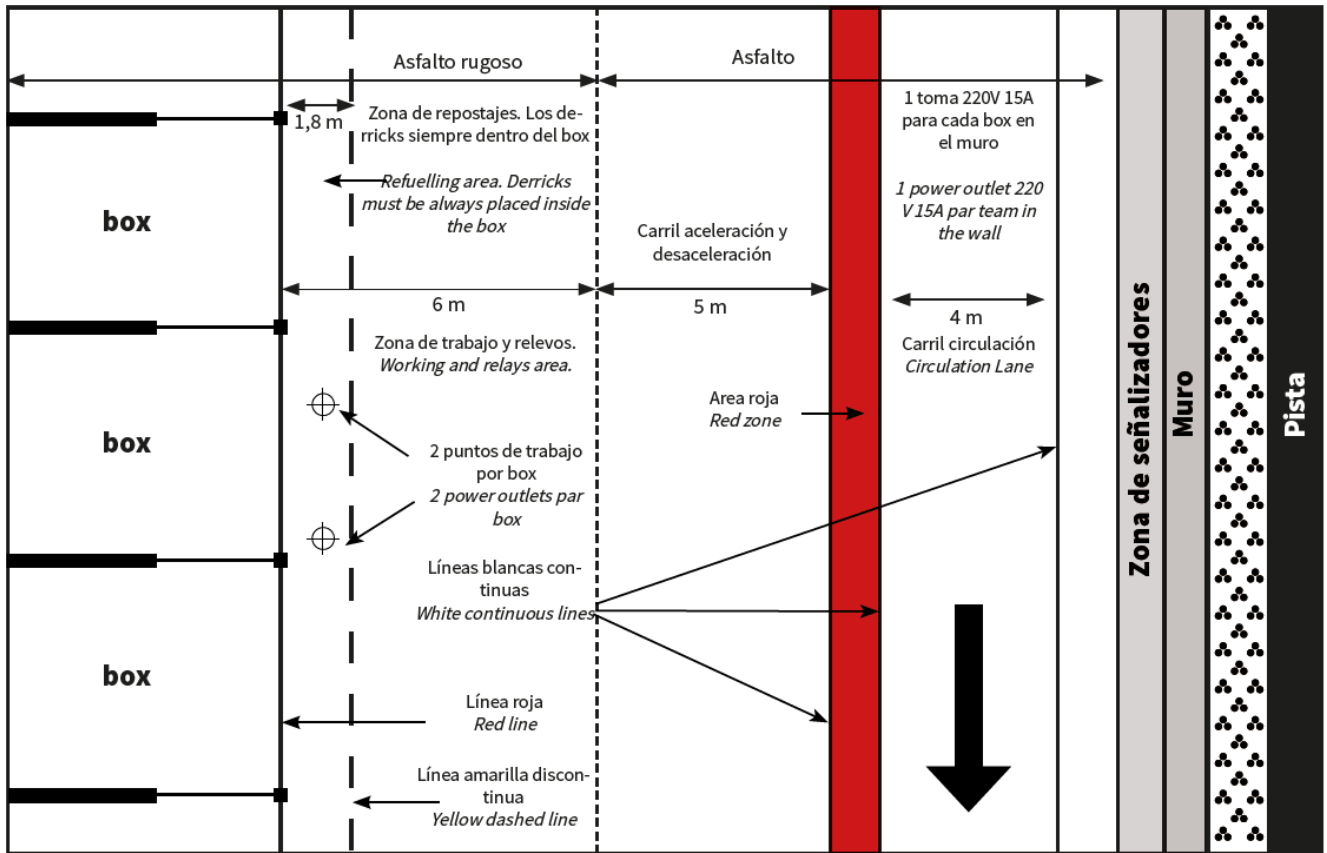 Asfalto rugoso
Asfalto
1,8 m
Zona de repostajes. Los de-
rricks siempre dentro del box
Refuelling area. Derricks
must be always placed inside
the box
1 toma 220V 15A
para cada box en
el muro
1 power outlet 220
V 15A par team in
the wall
box
Carril aceleración y
desaceleración
6 m
5 m
4 m
Zona de trabajo y relevos.
Working and relays area.
Carril circulación
Circulation Lane
Area roja
Red zone
box
2 puntos de trabajo
por box
2 power outlets par
box
Líneas blancas con-
tinuas
White continuous lines
box
Línea roja
Red line
Línea amarilla discon-
tinua
Yellow dashed line
Zona de señalizadores
Muro
Pista